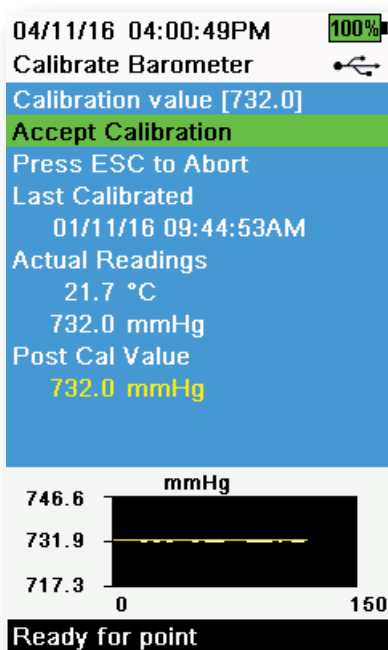 04/11/16 04:00:49PM 100%
Calibrate Barometer
Calibration value [732.0]
Accept Calibration
Press ESC to Abort
Last Calibrated
01/11/16 09:44:53AM
Actual Readings
21.7 °C
732.0 mmHg
Post Cal Value
732.0 mmHg
mmHg
746.6
731.9
717.3
0 150
Ready for point